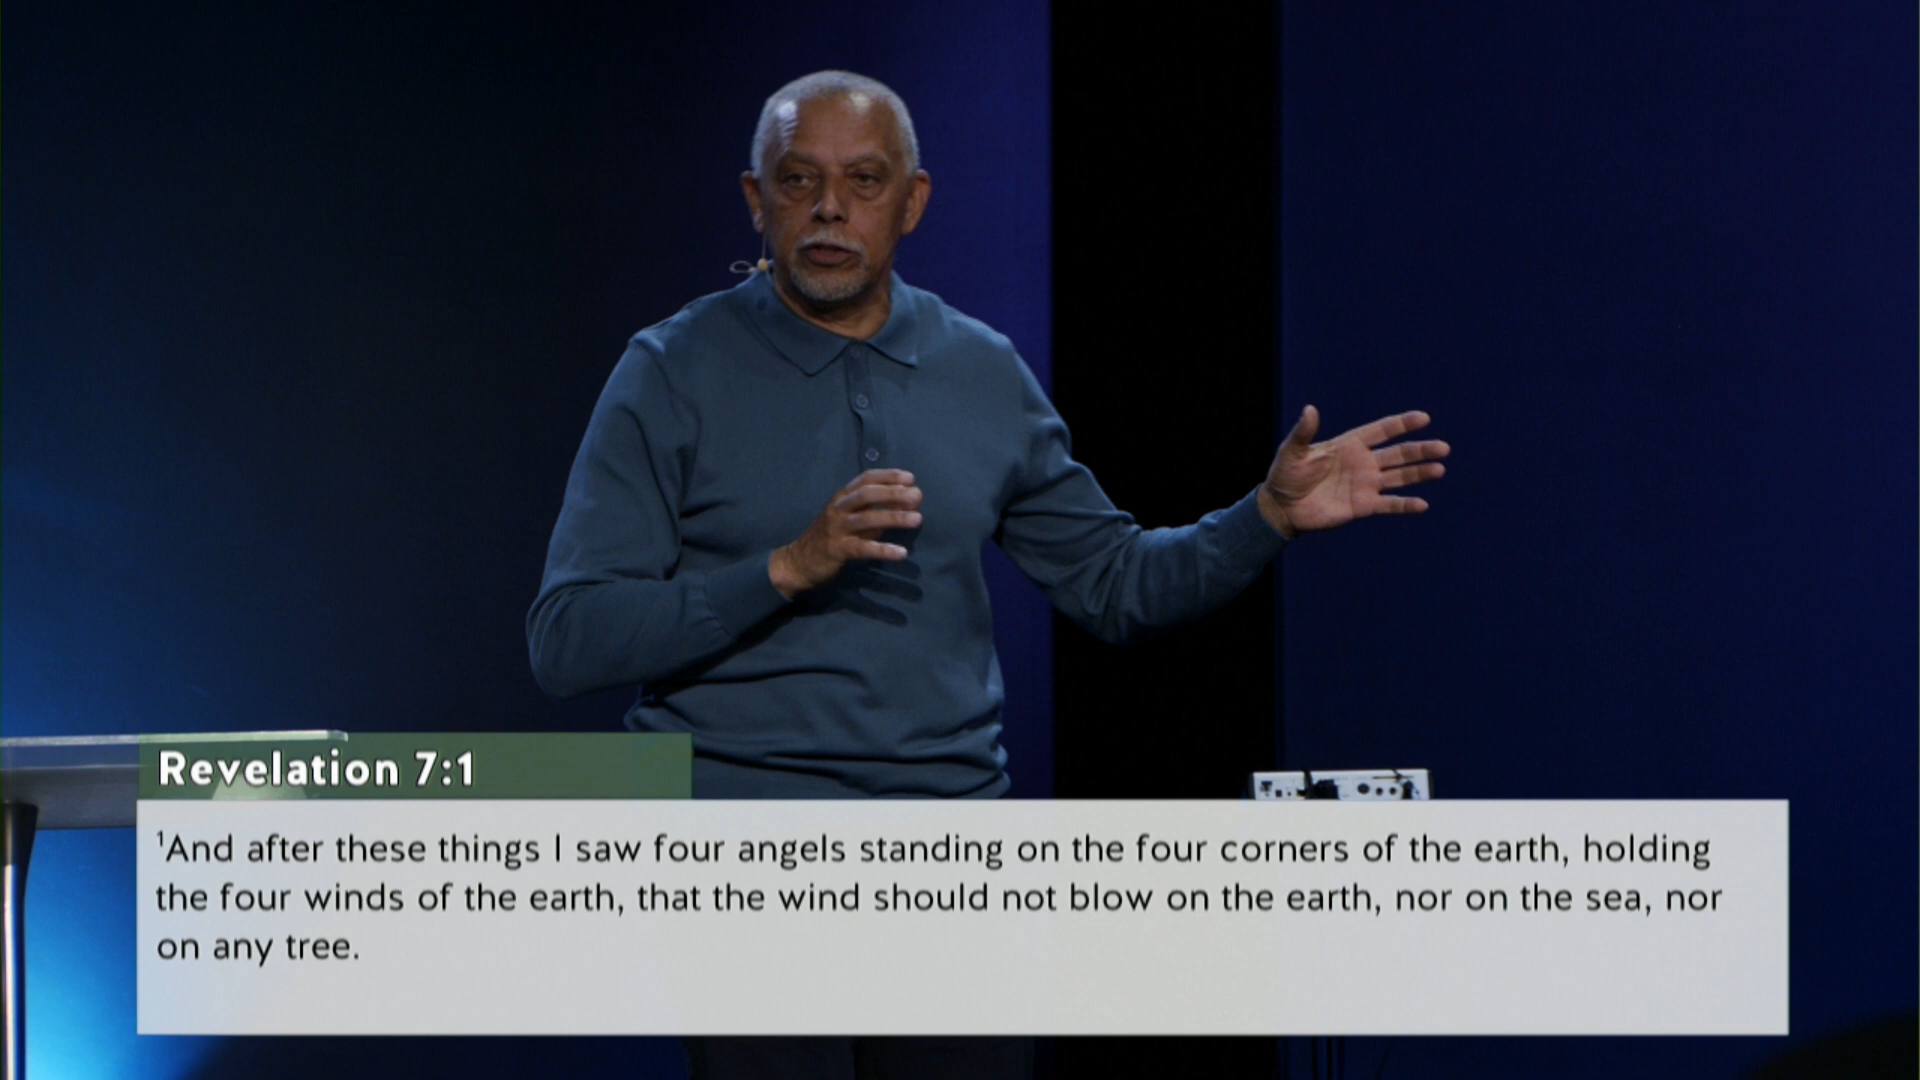 Revelation 7:1
¹And after these things I saw four angels standing on the four corners of the earth, holding
the four winds of the earth, that the wind should not blow on the earth, nor on the sea, nor
on any tree.